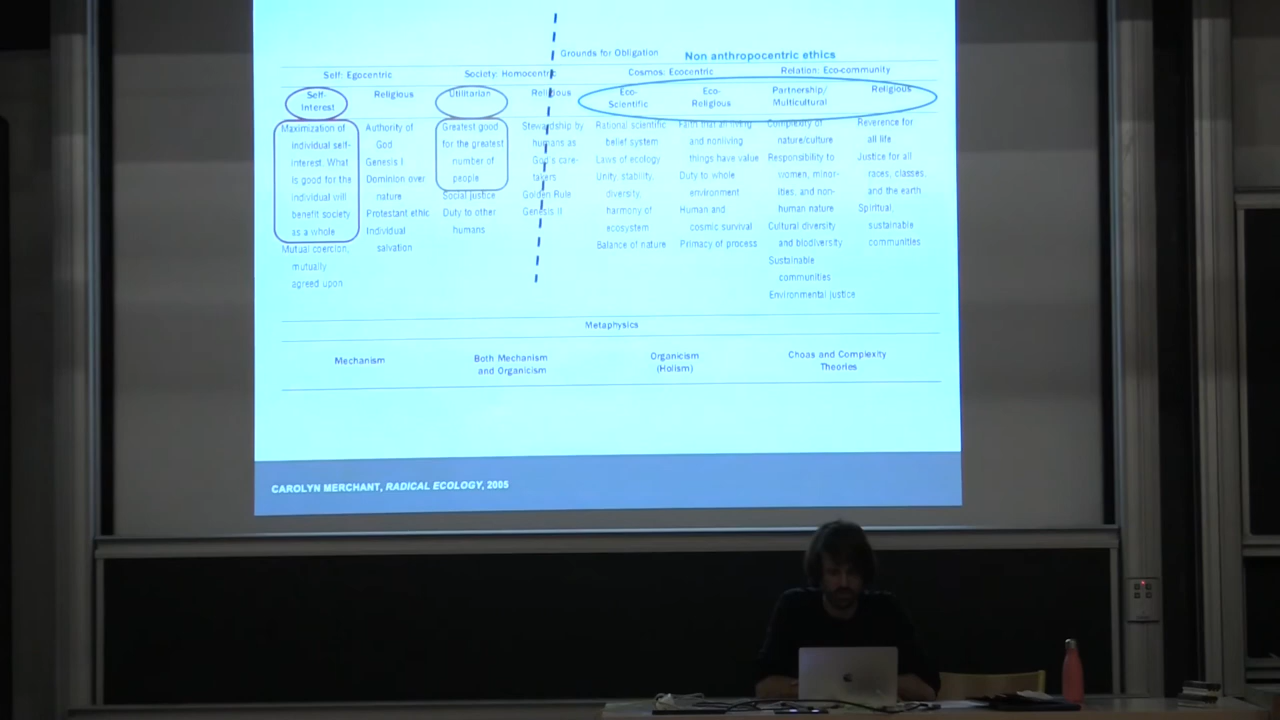 Grounds for Obligation
Non anthropocentric ethics
Self: Egocentric
Society: Homocentric
Cosmos: Ecocentric
Relation: Eco-community
Self-
Interest
Religious
Utilitarian
Religious
Eco-
Scientific
Eco-
Religious
Partnership/
Multicultural
Religious
Maximization of
individual self-
interest. What
is good for the
individual will
benefit society
as a whole
Mutual coercion,
mutually
agreed upon
Authority of
God
Genesis I
Dominion over
nature
Protestant ethic
Individual
salvation
Greatest good
for the greatest
number of
people
Social justice
Duty to other
humans
Stewardship by
humans as
God's care-
takers
Golden Rule
Genesis II
Rational scientific
belief system
Laws of ecology
Unity, stability,
diversity,
harmony of
ecosystem
Balance of nature
Faith that all living
and nonliving
things have value
Duty to whole
environment
Human and
cosmic survival
Primacy of process
Complexity of
nature/culture
Responsibility to
women, minor-
ities, and non-
human nature
Cultural diversity
and biodiversity
Sustainable
communities
Environmental justice
Reverence for
all life
Justice for all
races, classes,
and the earth
Spiritual,
sustainable
communities
Metaphysics
Mechanism
Both Mechanism
and Organicism
Organicism
(Holism)
Choas and Complexity
Theories
CAROLYN MERCHANT, RADICAL ECOLOGY, 2005